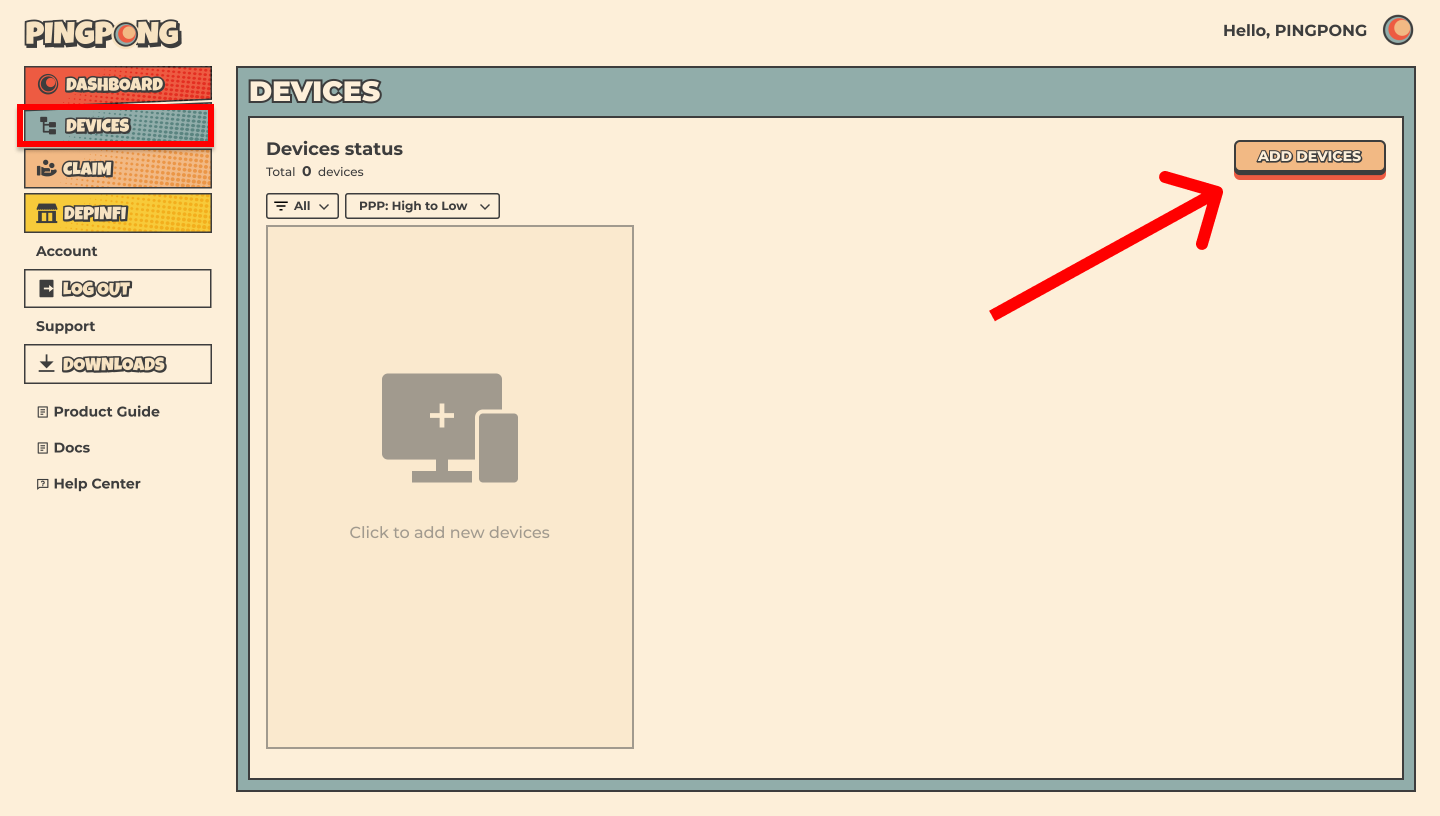 PINGPONG
Hello, PINGPONG
DASHBOARD
DEVICES
CLAIM
DEPINFI
Account
LOG OUT
Support
DOWNLOADS
Product Guide
Docs
Help Center
DEVICES
Devices status
Total 0 devices
ADD DEVICES
All
PPP: High to Low
Click to add new devices